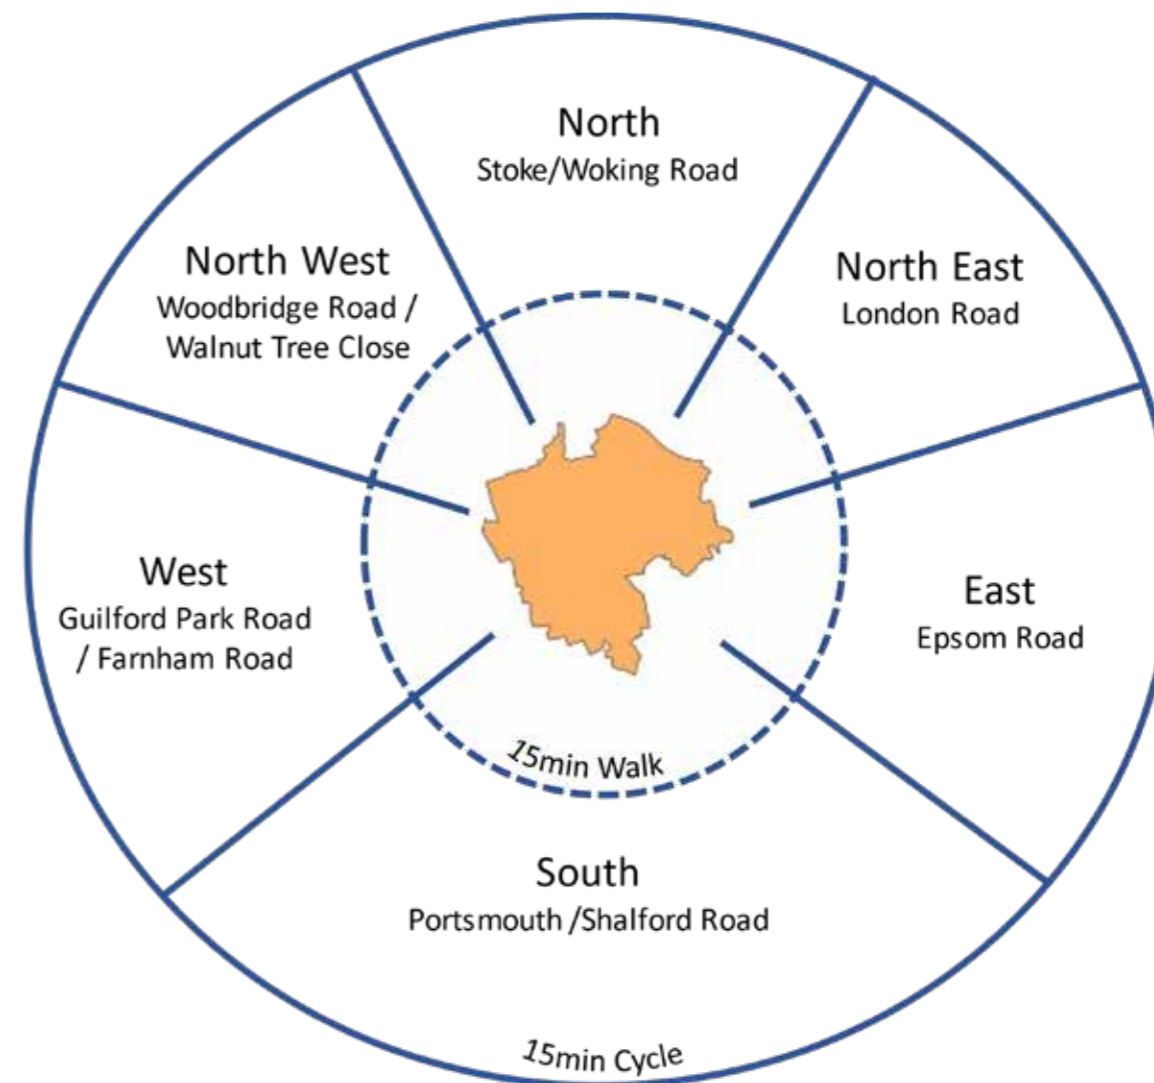 North
Stoke/Woking Road
North West
Woodbridge Road /
Walnut Tree Close
North East
London Road
West
Guilford Park Road
/ Farnham Road
East
Epsom Road
15min Walk
South
Portsmouth /Shalford Road
15min Cycle